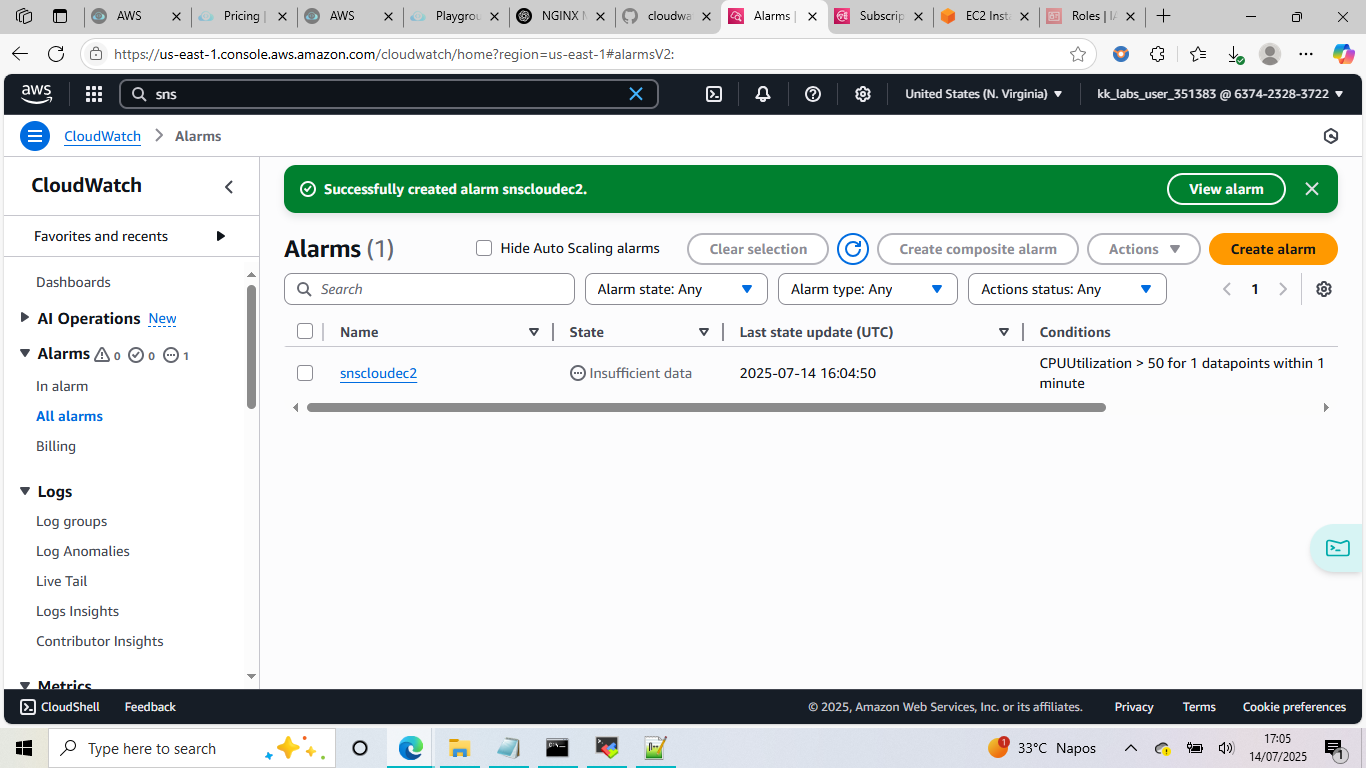 AWS
Pricing |
AWS
Playgrou
NGINX M
cloudwa
Alarms |
Subscrip
EC2 Insta
Roles | IA
https://us-east-1.console.aws.amazon.com/cloudwatch/home?region=us-east-1#alarmsV2:
aws
sns
United States (N. Virginia)
kk_labs_user_351383 @ 6374-2328-3722
CloudWatch
Alarms
CloudWatch
Favorites and recents
Dashboards
AI Operations New
Alarms 0 0 1
In alarm
All alarms
Billing
Logs
Log groups
Log Anomalies
Live Tail
Logs Insights
Contributor Insights
Metrics
Successfully created alarm snscloudec2.
View alarm
Alarms (1)
Hide Auto Scaling alarms
Clear selection
Create composite alarm
Actions
Create alarm
Search
Alarm state: Any
Alarm type: Any
Actions status: Any
1
Name
State
Last state update (UTC)
Conditions
snscloudec2
Insufficient data
2025-07-14 16:04:50
CPUUtilization > 50 for 1 datapoints within 1
minute
CloudShell
Feedback
© 2025, Amazon Web Services, Inc. or its affiliates.
Privacy
Terms
Cookie preferences
Type here to search
1
33°C Napos
17:05
14/07/2025
1